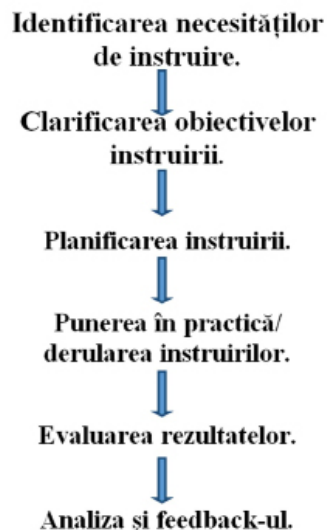 Identificarea necesităților
de instruire.
Clarificarea obiectivelor
instruirii.
Planificarea instruirii.
Punerea în practică/
derularea instruirilor.
Evaluarea rezultatelor.
Analiza și feedback-ul.